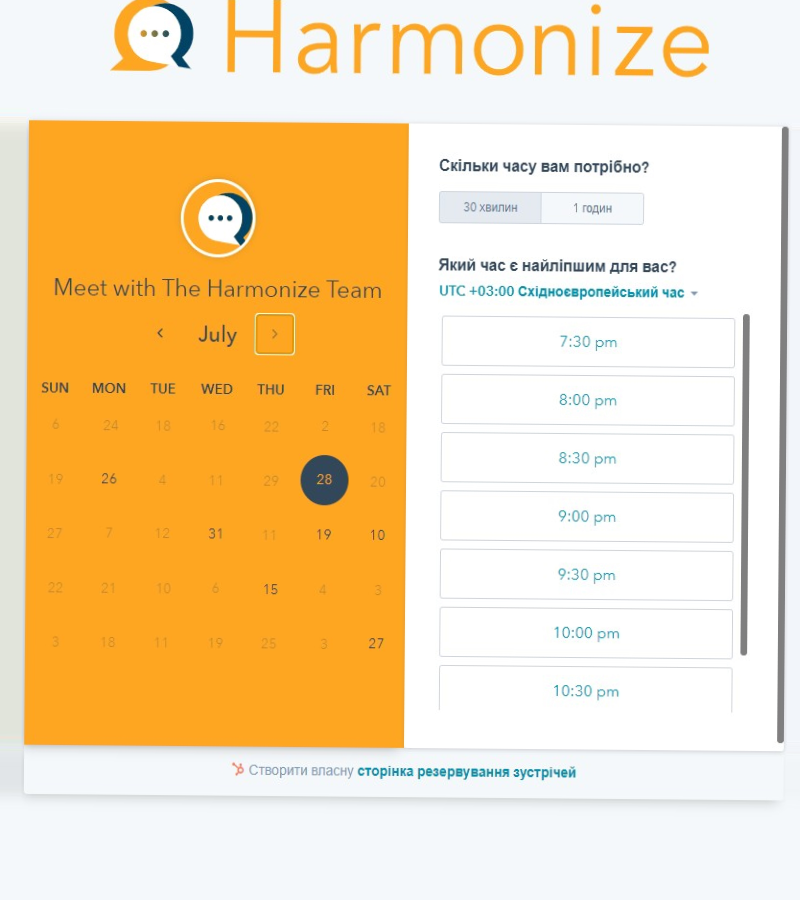 Harmonize
Meet with The Harmonize Team
July
SUN MON TUE WED THU FRI SAT
6 24 18 16 22 2 18
19 26 4 11 29 28 20
27 7 12 31 11 19 10
22 21 10 6 15 4 3
3 18 11 19 25 3 27
Скільки часу вам потрібно?
30 хвилин 1 годин
Який час є найліпшим для вас?
UTC +03:00 Східноєвропейський час
7:30 pm
8:00 pm
8:30 pm
9:00 pm
9:30 pm
10:00 pm
10:30 pm
Створити власну сторінка резервування зустрічей